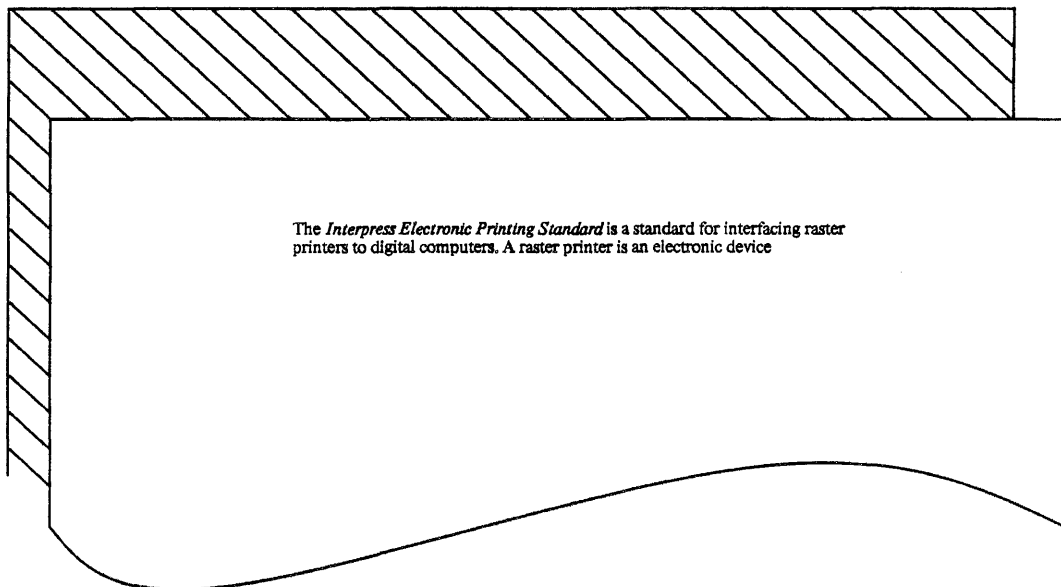 The Interpress Electronic Printing Standard is a standard for interfacing raster
printers to digital computers. A raster printer is an electronic device